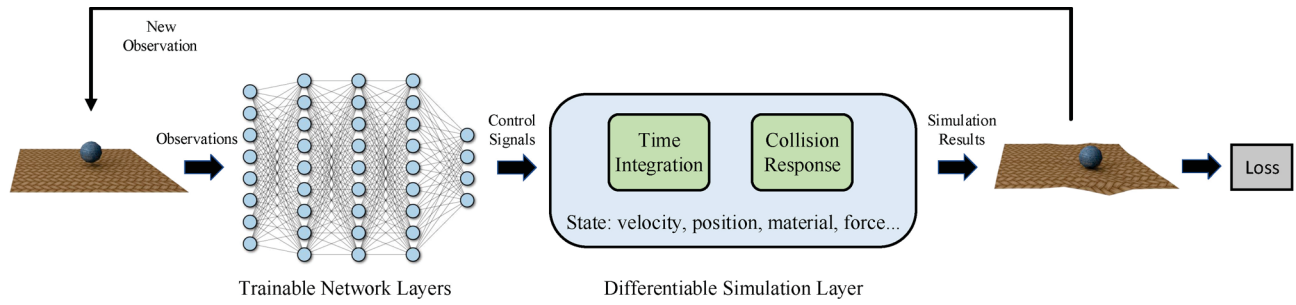 New
Observation
Observations
Control
Signals
Time
Integration
Collision
Response
State: velocity, position, material, force...
Simulation
Results
Loss
Trainable Network Layers
Differentiable Simulation Layer